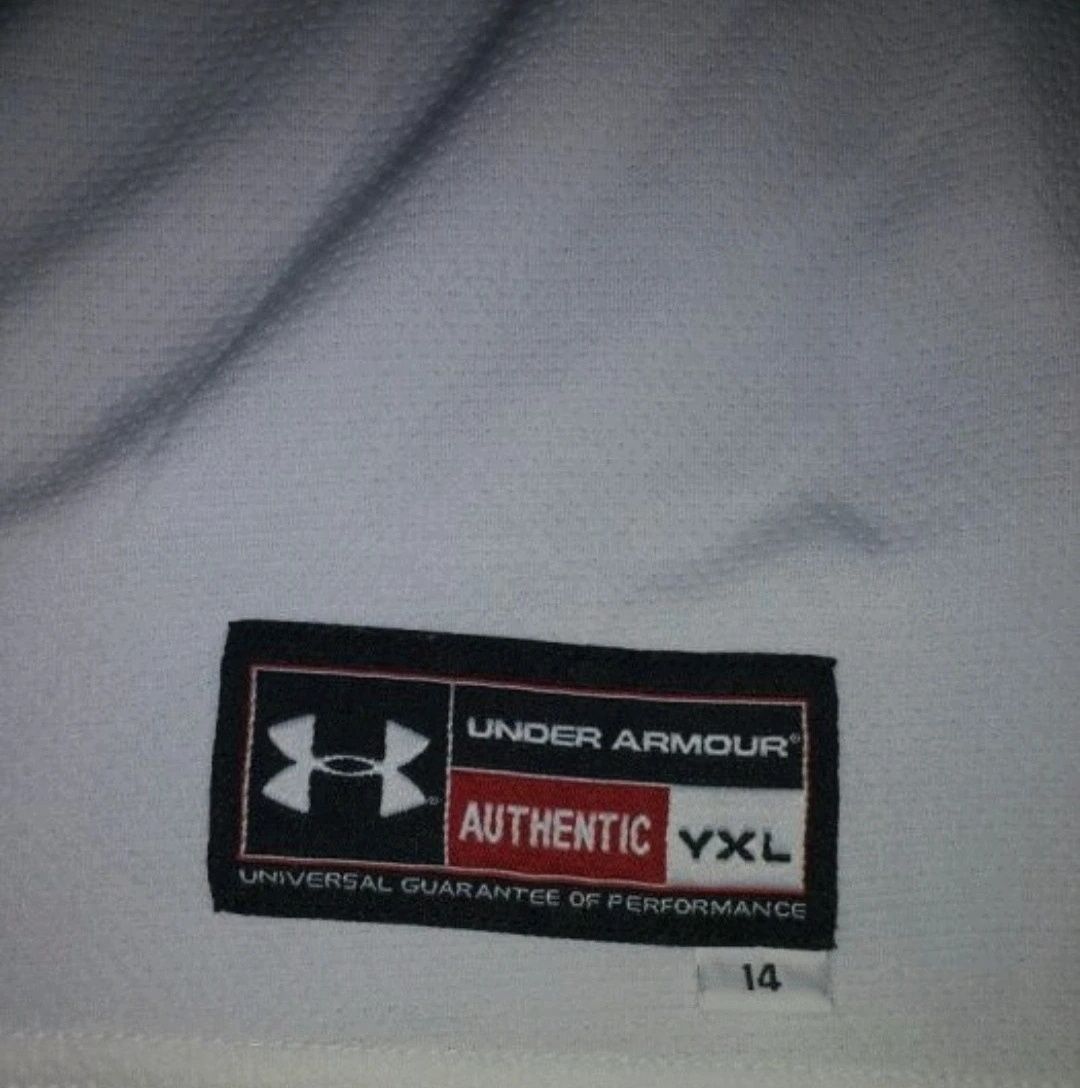 UNDER ARMOUR®
AUTHENTIC YXL
UNIVERSAL GUARANTEE OF PERFORMANCE
14